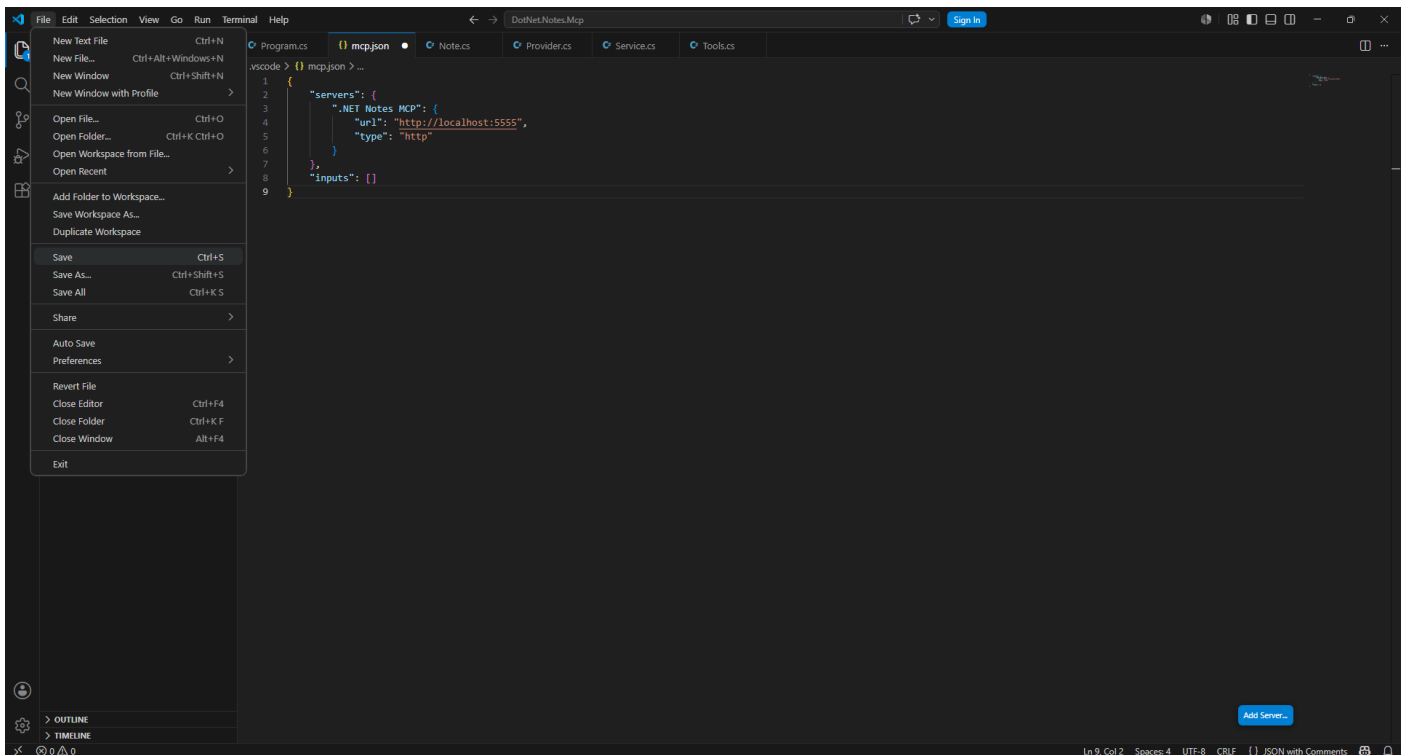 File Edit Selection View Go Run Terminal Help
DotNet.Notes.Mcp
Sign In
New Text File Ctrl+N
New File... Ctrl+Alt+Windows+N
New Window Ctrl+Shift+N
New Window with Profile
Open File... Ctrl+O
Open Folder... Ctrl+K Ctrl+O
Open Workspace from File...
Open Recent
Add Folder to Workspace...
Save Workspace As...
Duplicate Workspace
Save Ctrl+S
Save As... Ctrl+Shift+S
Save All Ctrl+K S
Share
Auto Save
Preferences
Revert File
Close Editor Ctrl+F4
Close Folder Ctrl+K F
Close Window Alt+F4
Exit
Program.cs {} mcp.json Note.cs Provider.cs Service.cs Tools.cs
.vscode > {} mcp.json > ...
1 {
2 "servers": {
3 ".NET Notes MCP": {
4 "url": "http://localhost:5555",
5 "type": "http"
6 }
7 },
8 "inputs": []
9 }
Add Server...
> OUTLINE
> TIMELINE
0 0 Ln 9, Col 2 Spaces: 4 UTF-8 CRLF {} JSON with Comments